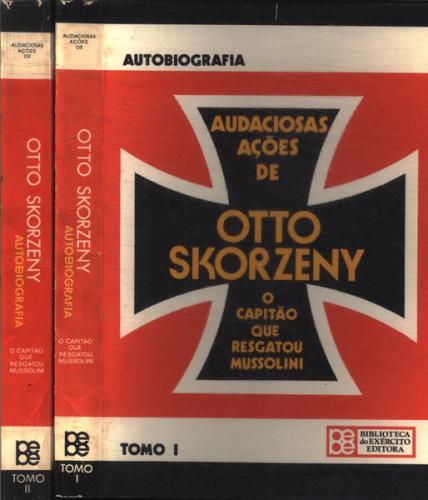 AUDACIOSAS
AÇÕES
DE
OTTO SKORZENY
AUTOBIOGRAFIA
O CAPITÃO
QUE
RESGATOU
MUSSOLINI
TOMO
II
AUDACIOSAS
AÇÕES
DE
OTTO SKORZENY
AUTOBIOGRAFIA
O CAPITÃO
QUE
RESGATOU
MUSSOLINI
TOMO
I
AUTOBIOGRAFIA
AUDACIOSAS
AÇÕES
DE
OTTO
SKORZENY
O
CAPITÃO
QUE
RESGATOU
MUSSOLINI
TOMO I
BIBLIOTECA
do EXÉRCITO
EDITORA